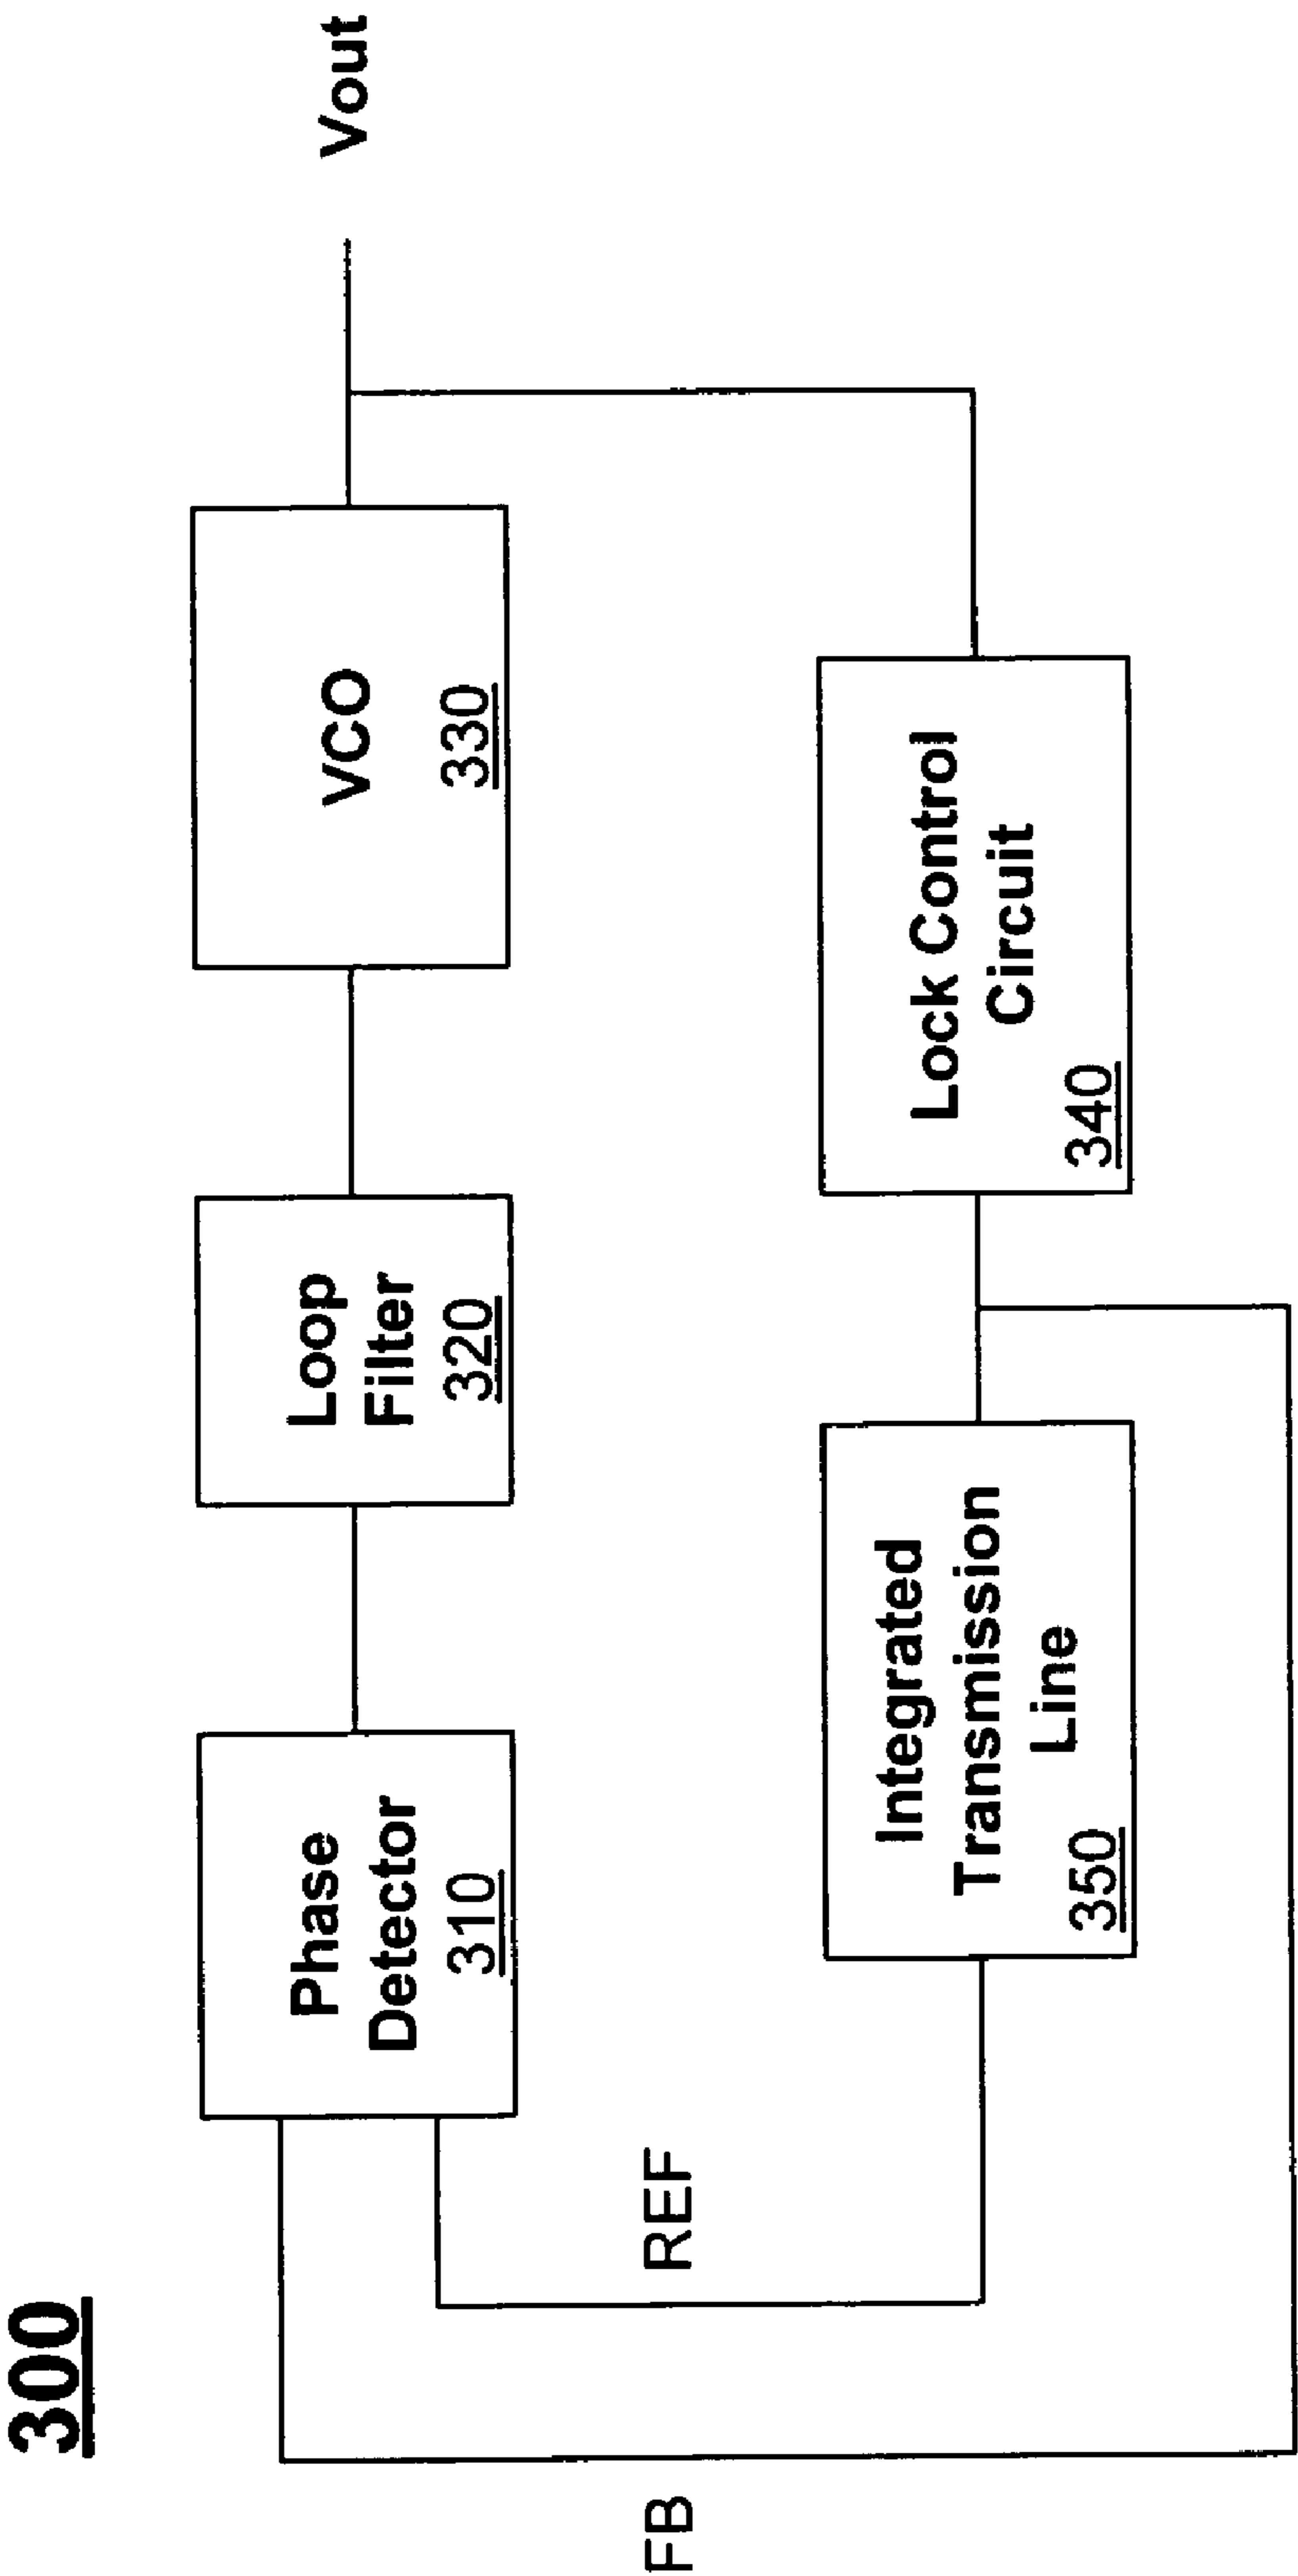 300
Phase
Detector
310
Loop
Filter
320
VCO
330
Vout
REF
FB
Integrated
Transmission
Line
350
Lock Control
Circuit
340